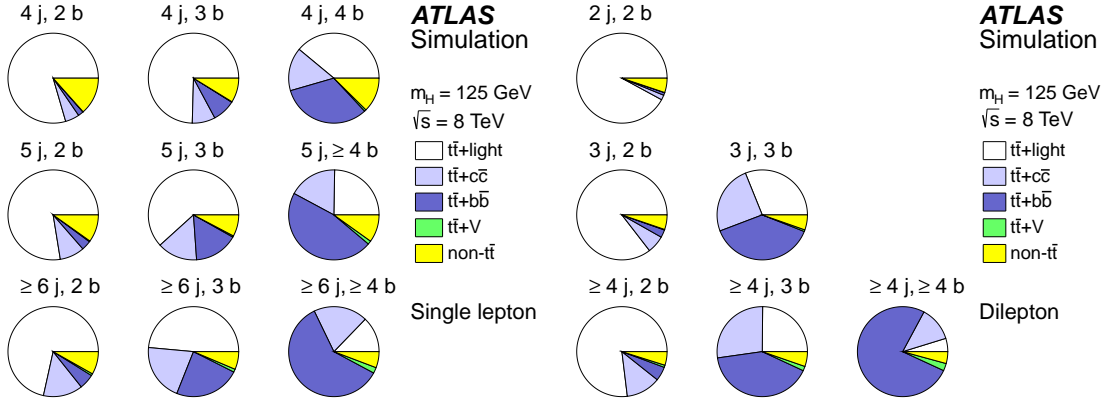 4 j, 2 b
4 j, 3 b
4 j, 4 b
ATLAS
Simulation
m_H = 125 GeV
√s = 8 TeV
tt̄+light
tt̄+cc̄
tt̄+bb̄
tt̄+V
non-tt̄
5 j, 2 b
5 j, 3 b
5 j, ≥ 4 b
≥ 6 j, 2 b
≥ 6 j, 3 b
≥ 6 j, ≥ 4 b
Single lepton
2 j, 2 b
ATLAS
Simulation
m_H = 125 GeV
√s = 8 TeV
tt̄+light
tt̄+cc̄
tt̄+bb̄
tt̄+V
non-tt̄
3 j, 2 b
3 j, 3 b
≥ 4 j, 2 b
≥ 4 j, 3 b
≥ 4 j, ≥ 4 b
Dilepton